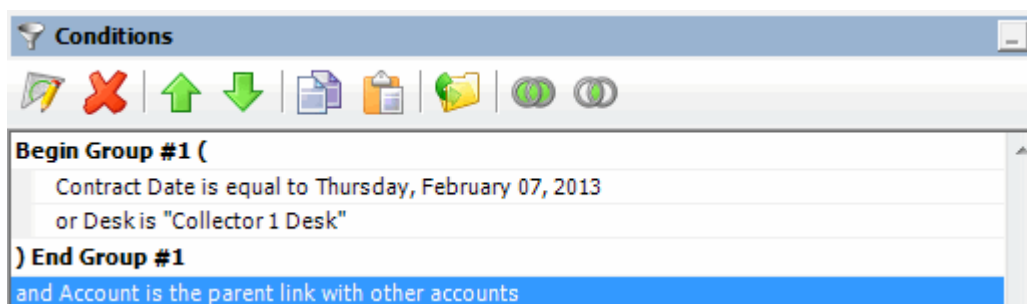 Conditions
Begin Group #1 (
Contract Date is equal to Thursday, February 07, 2013
or Desk is "Collector 1 Desk"
) End Group #1
and Account is the parent link with other accounts